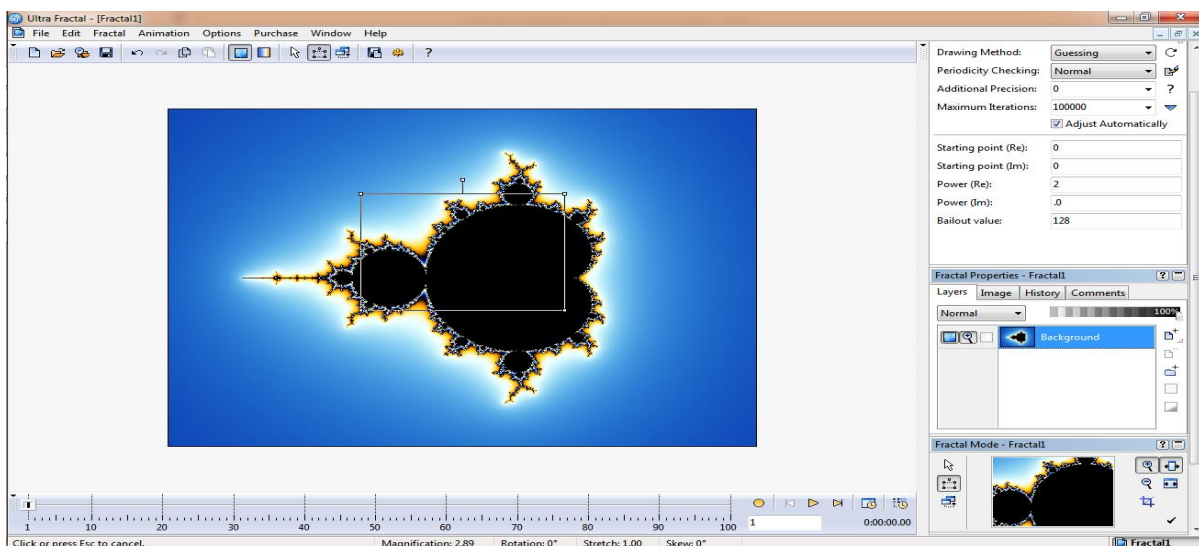 Ultra Fractal - [Fractal1]
File Edit Fractal Animation Options Purchase Window Help
Drawing Method: Guessing
Periodicity Checking: Normal
Additional Precision: 0
Maximum Iterations: 100000
Adjust Automatically
Starting point (Re): 0
Starting point (Im): 0
Power (Re): 2
Power (Im): .0
Bailout value: 128
Fractal Properties - Fractal1
Layers Image History Comments
Normal 100%
Background
Fractal Mode - Fractal1
1 10 20 30 40 50 60 70 80 90 100 1 0:00:00.00
Click or press Esc to cancel. Magnification: 2.89 Rotation: 0° Stretch: 1.00 Skew: 0° Fractal1